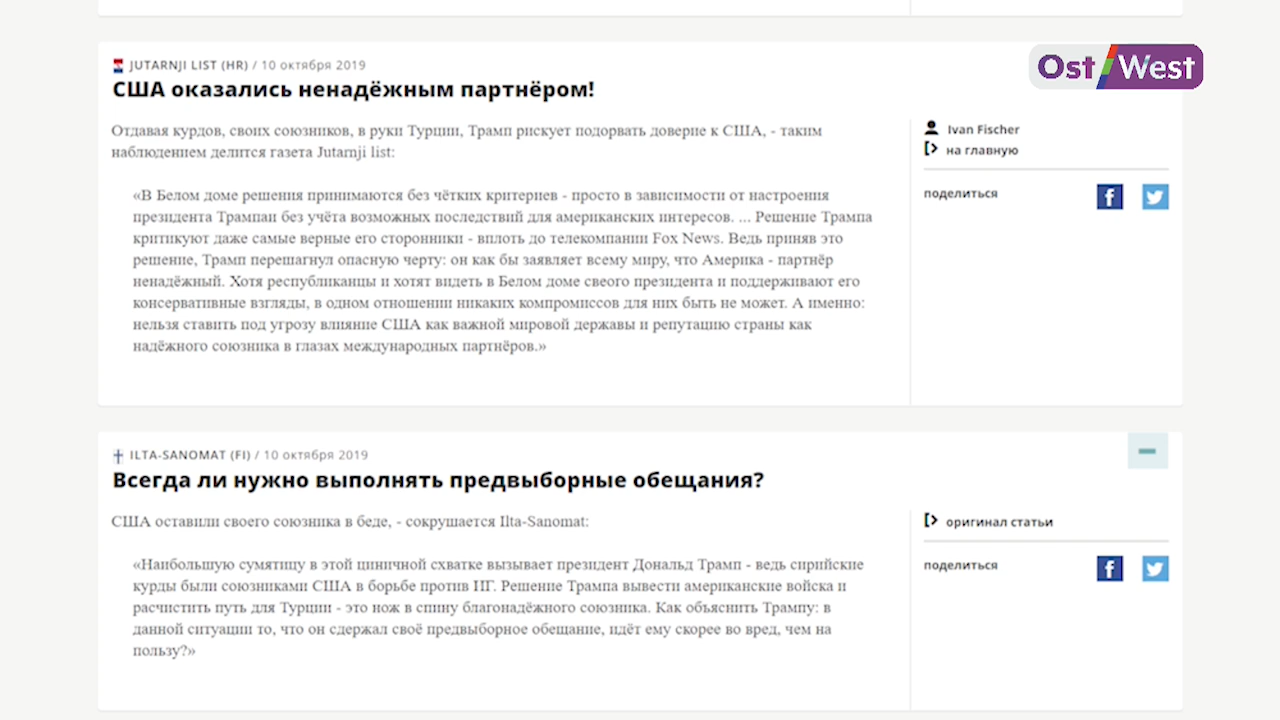 Ost West
JUTARNJI LIST (HR) / 10 октября 2019
США оказались ненадёжным партнёром!
Отдавая курдов, своих союзников, в руки Турции, Трамп рискует подорвать доверие к США, - таким
наблюдением делится газета Jutarnji list:
«В Белом доме решения принимаются без чётких критериев - просто в зависимости от настроения
президента Трампаи без учёта возможных последствий для американских интересов. ... Решение Трампа
критикуют даже самые верные его сторонники - вплоть до телекомпании Fox News. Ведь приняв это
решение, Трамп перешагнул опасную черту: он как бы заявляет всему миру, что Америка - партнёр
ненадёжный. Хотя республиканцы и хотят видеть в Белом доме своего президента и поддерживают его
консервативные взгляды, в одном отношении никаких компромиссов для них быть не может. А именно:
нельзя ставить под угрозу влияние США как важной мировой державы и репутацию страны как
надёжного союзника в глазах международных партнёров.»
Ivan Fischer
на главную
поделиться
ILTA-SANOMAT (FI) / 10 октября 2019
Всегда ли нужно выполнять предвыборные обещания?
США оставили своего союзника в беде, - сокрушается Ilta-Sanomat:
«Наибольшую сумятицу в этой циничной схватке вызывает президент Дональд Трамп - ведь сирийские
курды были союзниками США в борьбе против ИГ. Решение Трампа вывести американские войска и
расчистить путь для Турции - это нож в спину благонадёжного союзника. Как объяснить Трампу: в
данной ситуации то, что он сдержал своё предвыборное обещание, идёт ему скорее во вред, чем на
пользу?»
оригинал статьи
поделиться